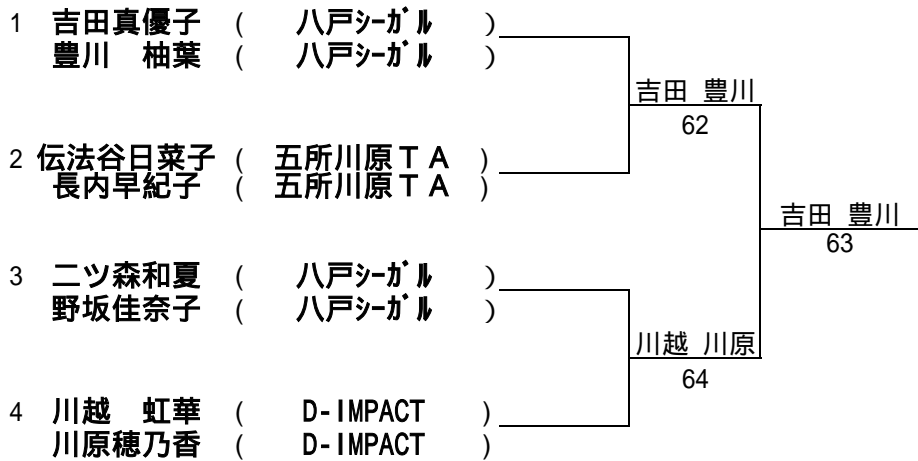 1 吉田真優子 ( 八戸シーガル )
豊川 柚葉 ( 八戸シーガル )
吉田 豊川
62
2 伝法谷日菜子 ( 五所川原ＴＡ )
長内早紀子 ( 五所川原ＴＡ )
吉田 豊川
63
3 二ツ森和夏 ( 八戸シーガル )
野坂佳奈子 ( 八戸シーガル )
川越 川原
64
4 川越 虹華 ( D-IMPACT )
川原穂乃香 ( D-IMPACT )